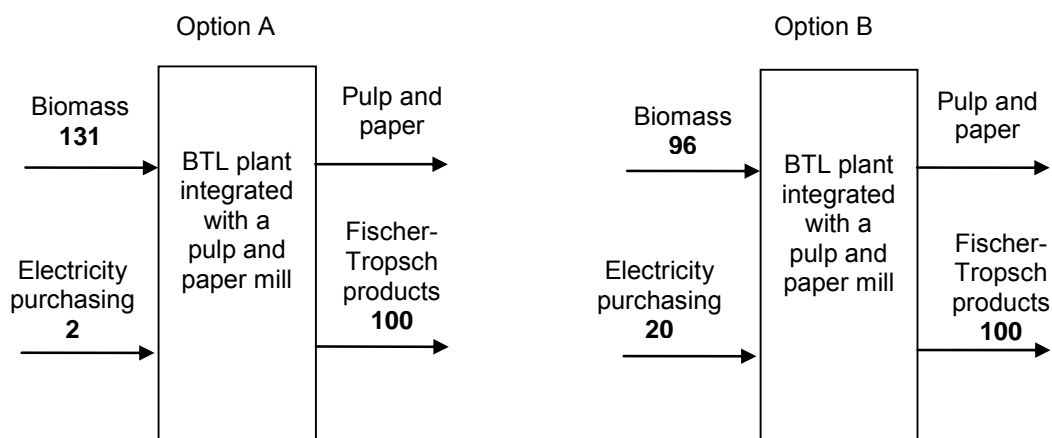 Option A
Biomass
131
Electricity
purchasing
2
BTL plant
integrated
with a
pulp and
paper mill
Pulp and
paper
Fischer-
Tropsch
products
100
Option B
Biomass
96
Electricity
purchasing
20
BTL plant
integrated
with a
pulp and
paper mill
Pulp and
paper
Fischer-
Tropsch
products
100